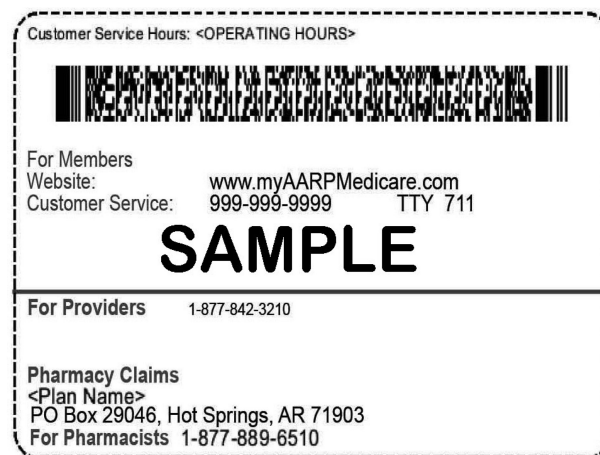 Customer Service Hours: <OPERATING HOURS>
For Members
Website: www.myAARPMedicare.com
Customer Service: 999-999-9999 TTY 711
SAMPLE
For Providers 1-877-842-3210
Pharmacy Claims
<Plan Name>
PO Box 29046, Hot Springs, AR 71903
For Pharmacists 1-877-889-6510